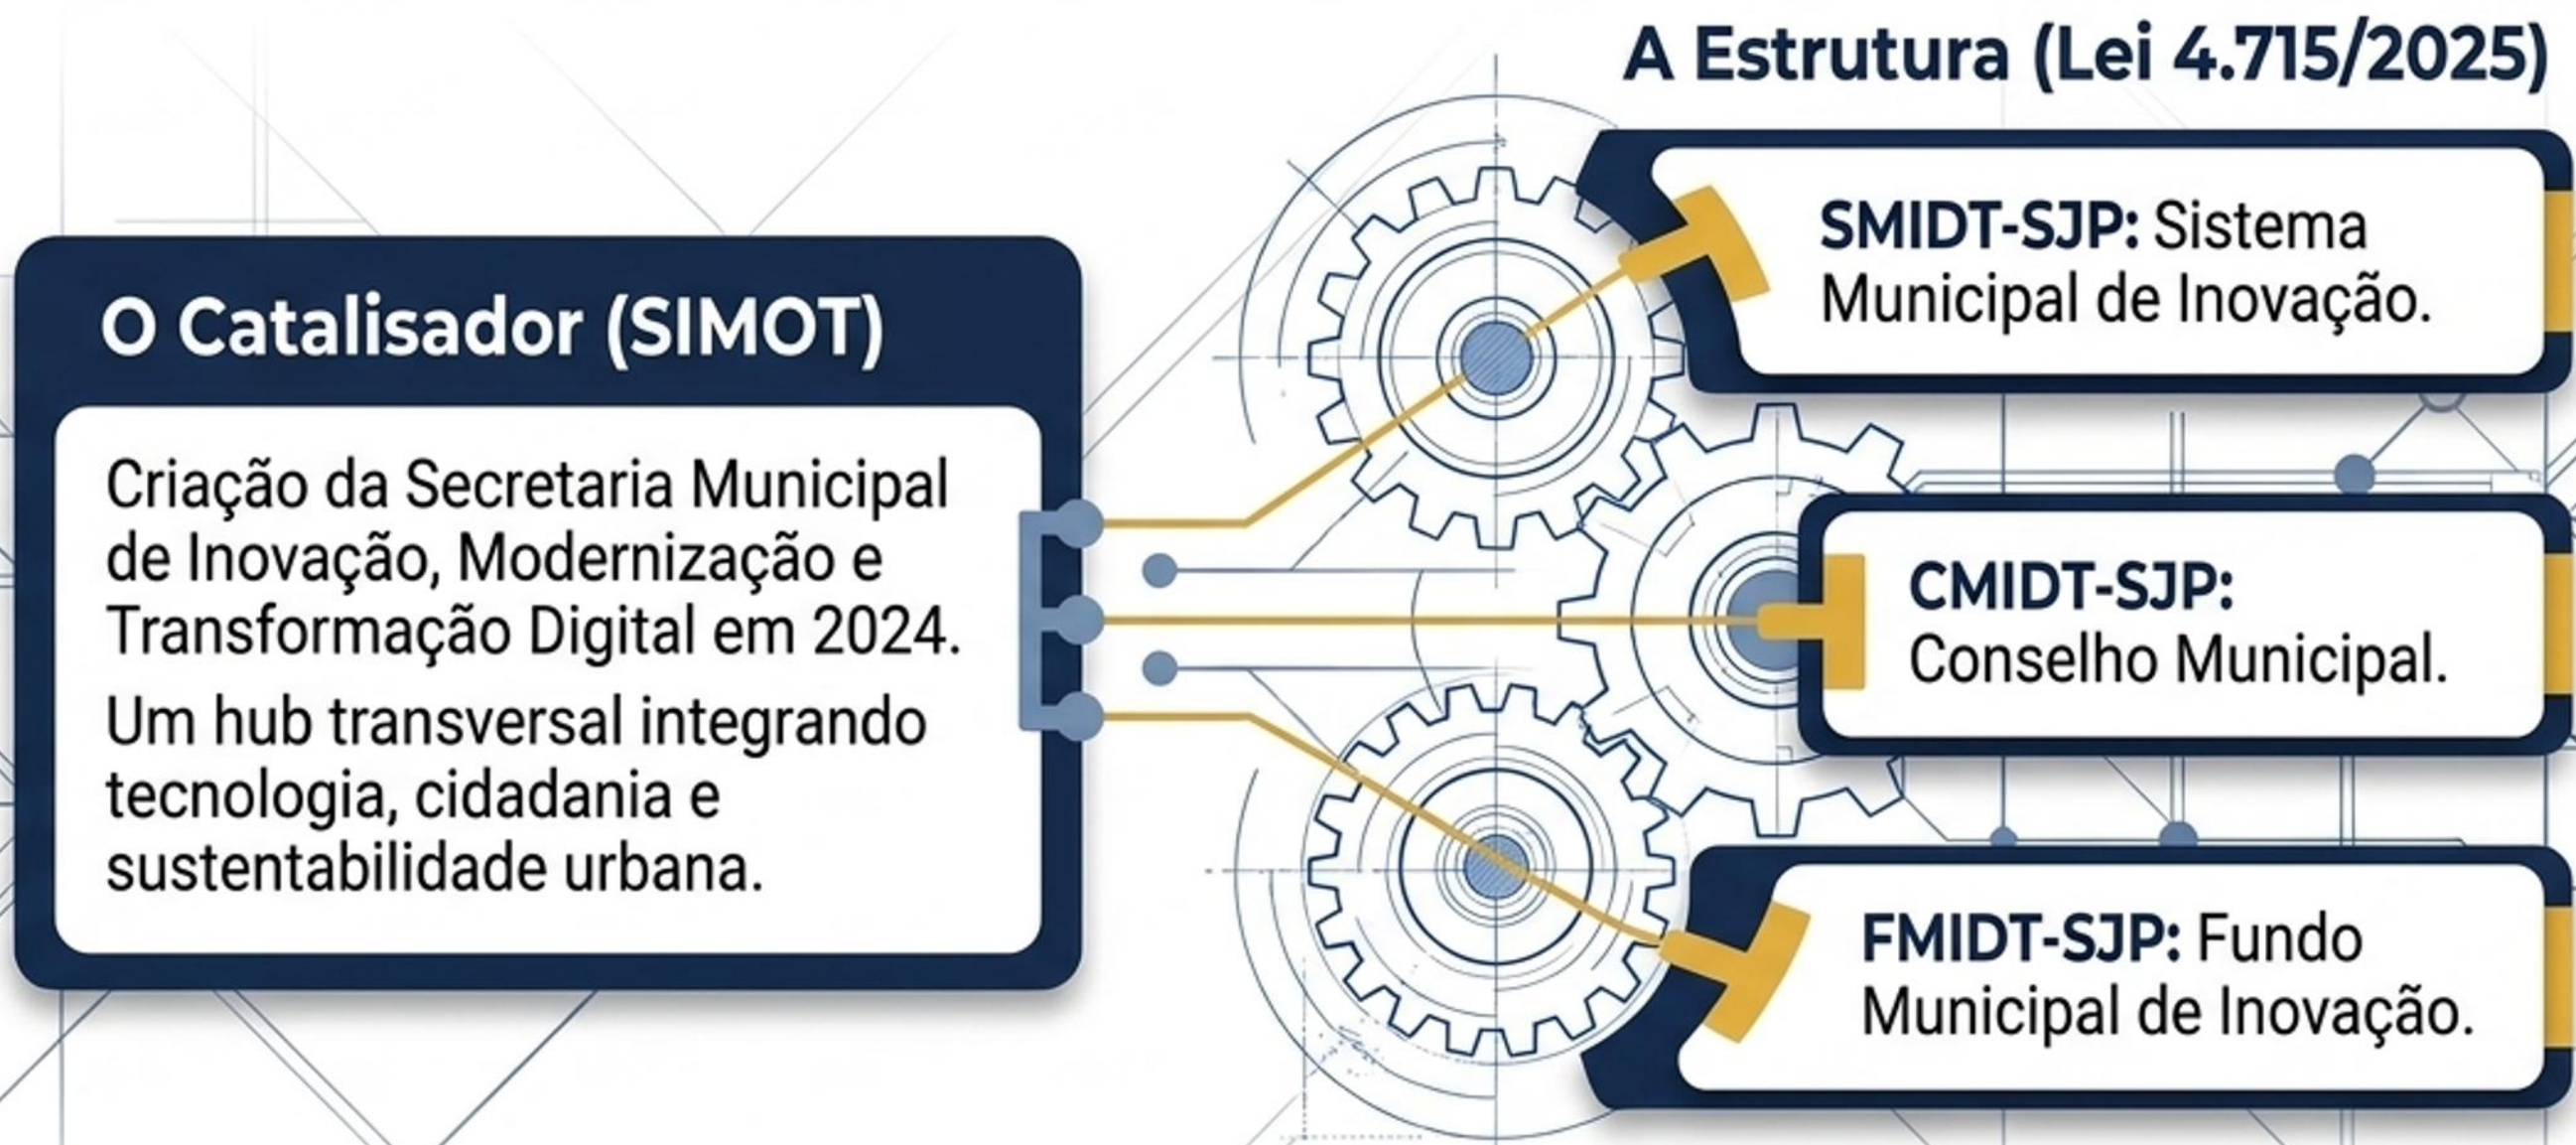 A Estrutura (Lei 4.715/2025)
O Catalisador (SIMOT)
Criação da Secretaria Municipal
de Inovação, Modernização e
Transformação Digital em 2024.
Um hub transversal integrando
tecnologia, cidadania e
sustentabilidade urbana.
SMIDT-SJP: Sistema
Municipal de Inovação.
CMIDT-SJP:
Conselho Municipal.
FMIDT-SJP: Fundo
Municipal de Inovação.